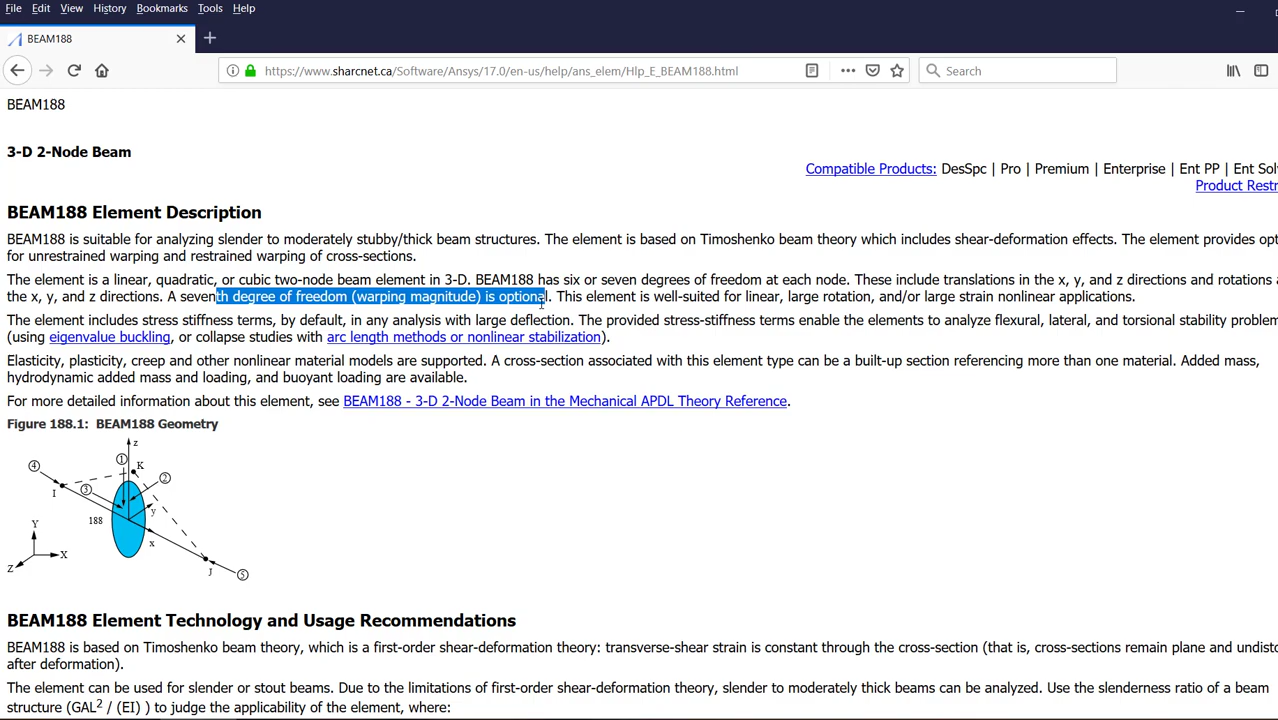 File Edit View History Bookmarks Tools Help
BEAM188
https://www.sharcnet.ca/Software/Ansys/17.0/en-us/help/ans_elem/Hlp_E_BEAM188.html
Search
BEAM188
3-D 2-Node Beam
Compatible Products: DesSpc | Pro | Premium | Enterprise | Ent PP | Ent Sol
Product Restr
BEAM188 Element Description
BEAM188 is suitable for analyzing slender to moderately stubby/thick beam structures. The element is based on Timoshenko beam theory which includes shear-deformation effects. The element provides opt
for unrestrained warping and restrained warping of cross-sections.
The element is a linear, quadratic, or cubic two-node beam element in 3-D. BEAM188 has six or seven degrees of freedom at each node. These include translations in the x, y, and z directions and rotations a
the x, y, and z directions. A seventh degree of freedom (warping magnitude) is optional. This element is well-suited for linear, large rotation, and/or large strain nonlinear applications.
The element includes stress stiffness terms, by default, in any analysis with large deflection. The provided stress-stiffness terms enable the elements to analyze flexural, lateral, and torsional stability problem
(using eigenvalue buckling, or collapse studies with arc length methods or nonlinear stabilization).
Elasticity, plasticity, creep and other nonlinear material models are supported. A cross-section associated with this element type can be a built-up section referencing more than one material. Added mass,
hydrodynamic added mass and loading, and buoyant loading are available.
For more detailed information about this element, see BEAM188 - 3-D 2-Node Beam in the Mechanical APDL Theory Reference.
Figure 188.1: BEAM188 Geometry
z
1
K
4
2
3
I
y
188
Y
x
X
Z
J
5
BEAM188 Element Technology and Usage Recommendations
BEAM188 is based on Timoshenko beam theory, which is a first-order shear-deformation theory: transverse-shear strain is constant through the cross-section (that is, cross-sections remain plane and undisto
after deformation).
The element can be used for slender or stout beams. Due to the limitations of first-order shear-deformation theory, slender to moderately thick beams can be analyzed. Use the slenderness ratio of a beam
structure (GAL2 / (EI) ) to judge the applicability of the element, where: